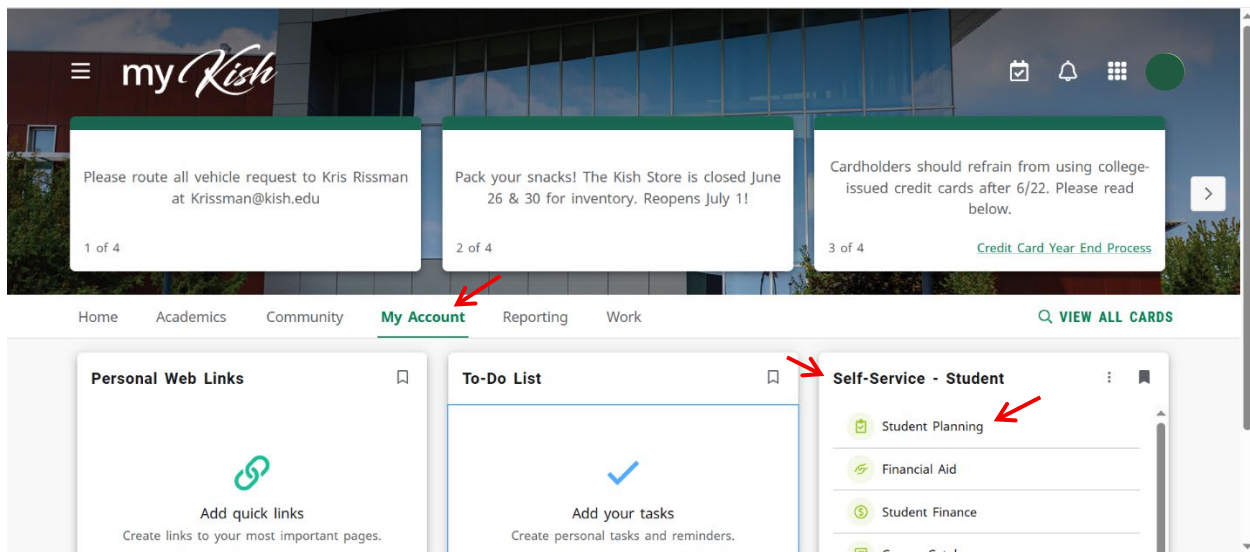 my Kish
Please route all vehicle request to Kris Rissman
at Krissman@kish.edu
1 of 4
Pack your snacks! The Kish Store is closed June
26 & 30 for inventory. Reopens July 1!
2 of 4
Cardholders should refrain from using college-
issued credit cards after 6/22. Please read
below.
3 of 4
Credit Card Year End Process
Home Academics Community My Account Reporting Work
VIEW ALL CARDS
Personal Web Links
Add quick links
Create links to your most important pages.
To-Do List
Add your tasks
Create personal tasks and reminders.
Self-Service - Student
Student Planning
Financial Aid
Student Finance